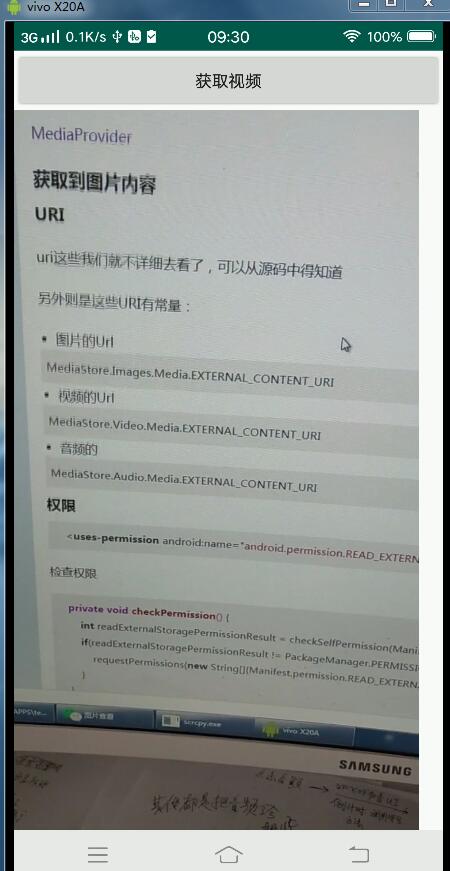 vivo X20A
3G 0.1K/s 09:30 100%
获取视频
MediaProvider
获取到图片内容
URI
uri这些我们就不详细去看了，可以从源码中得知道
另外则是这些URI有常量：
• 图片的Url
MediaStore.Images.Media.EXTERNAL_CONTENT_URI
• 视频的Url
MediaStore.Video.Media.EXTERNAL_CONTENT_URI
• 音频的
MediaStore.Audio.Media.EXTERNAL_CONTENT_URI
权限
<uses-permission android:name="android.permission.READ_EXTERN
检查权限
private void checkPermission() {
int readExternalStoragePermissionResult = checkSelfPermission(Mani
if(readExternalStoragePermissionResult != PackageManager.PERMISSI
requestPermissions(new String[]{Manifest.permission.READ_EXTERNA
}
APPS\te... 图片查看 scrcpy.exe vivo X20A
SAMSUNG
其他都是把音频